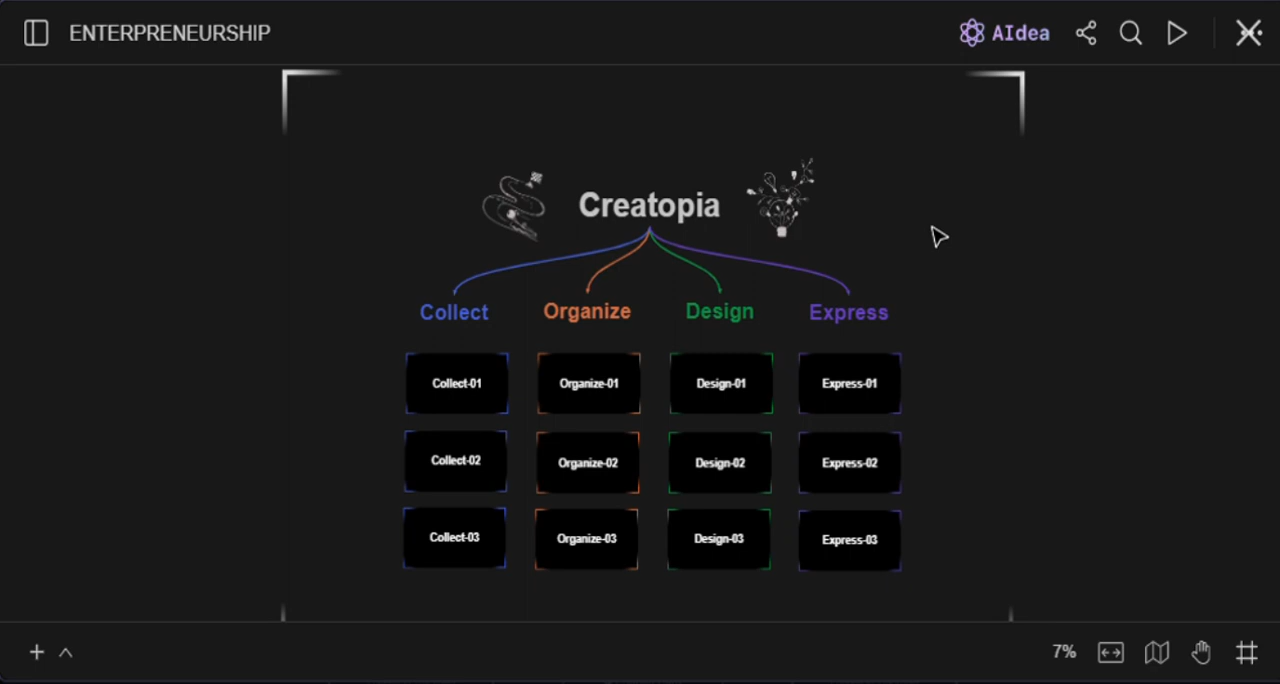 ENTERPRENEURSHIP
AIdea
Creatopia
Collect Organize Design Express
Collect-01 Organize-01 Design-01 Express-01
Collect-02 Organize-02 Design-02 Express-02
Collect-03 Organize-03 Design-03 Express-03
7%